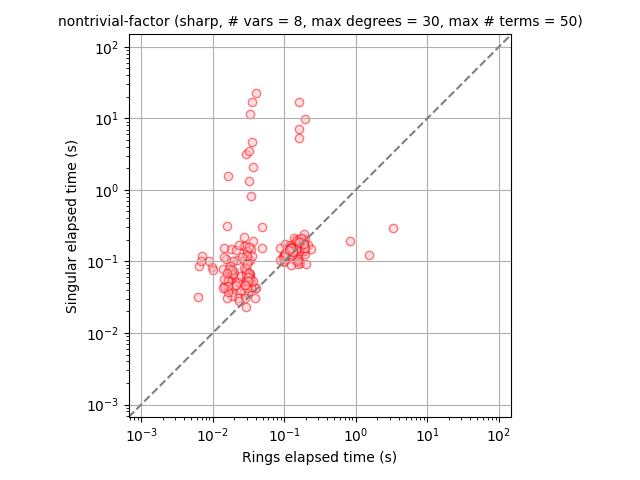 nontrivial-factor (sharp, # vars = 8, max degrees = 30, max # terms = 50)
10²
10¹
10⁰
10⁻¹
10⁻²
10⁻³
Singular elapsed time (s)
10⁻³ 10⁻² 10⁻¹ 10⁰ 10¹ 10²
Rings elapsed time (s)